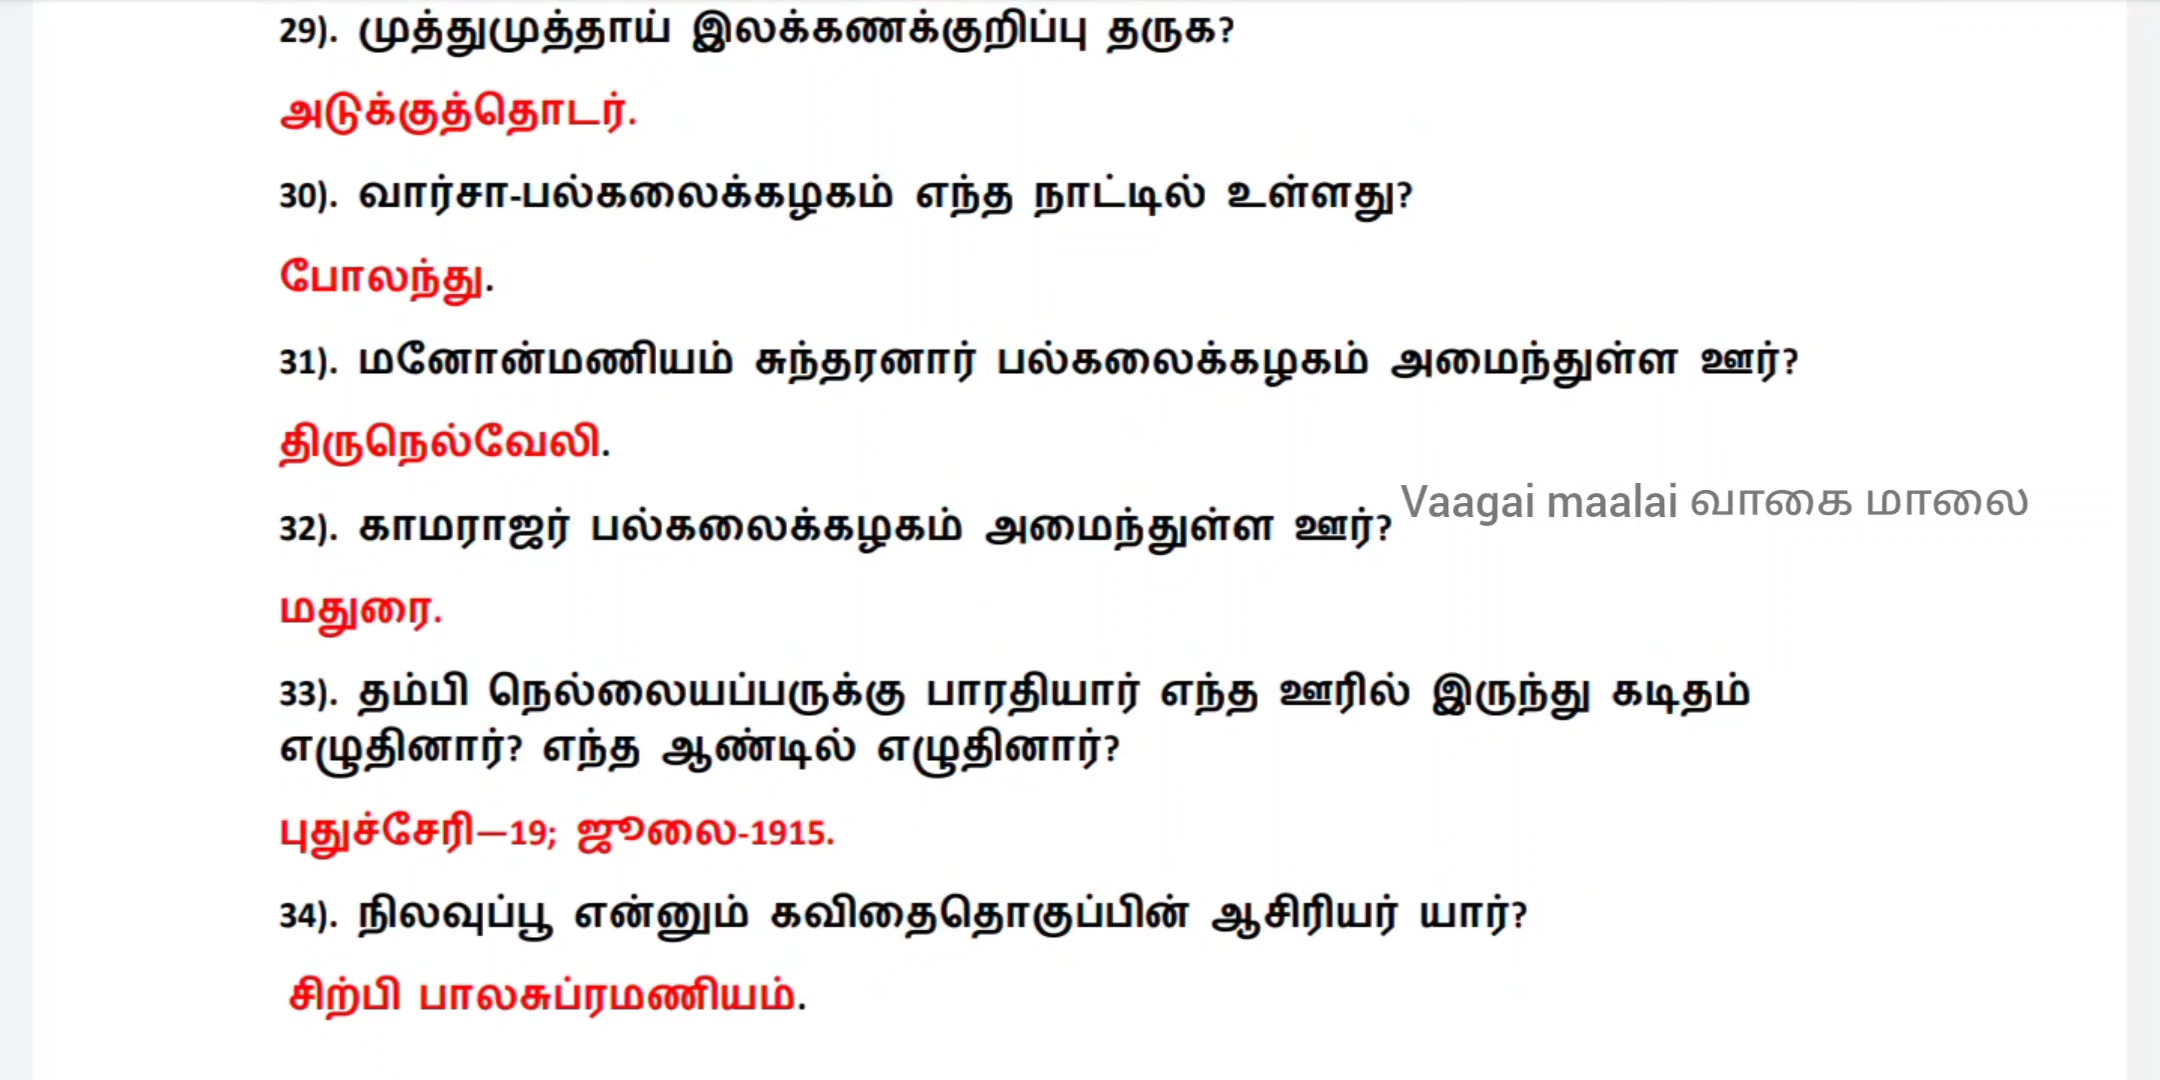 29). முத்துமுத்தாய் இலக்கணக்குறிப்பு தருக?
அடுக்குத்தொடர்.
30). வார்சா-பல்கலைக்கழகம் எந்த நாட்டில் உள்ளது?
போலந்து.
31). மனோன்மணியம் சுந்தரனார் பல்கலைக்கழகம் அமைந்துள்ள ஊர்?
திருநெல்வேலி.
32). காமராஜர் பல்கலைக்கழகம் அமைந்துள்ள ஊர்?
Vaagai maalai வாகை மாலை
மதுரை.
33). தம்பி நெல்லையப்பருக்கு பாரதியார் எந்த ஊரில் இருந்து கடிதம்
எழுதினார்? எந்த ஆண்டில் எழுதினார்?
புதுச்சேரி—19; ஜூலை-1915.
34). நிலவுப்பூ என்னும் கவிதைதொகுப்பின் ஆசிரியர் யார்?
சிற்பி பாலசுப்ரமணியம்.